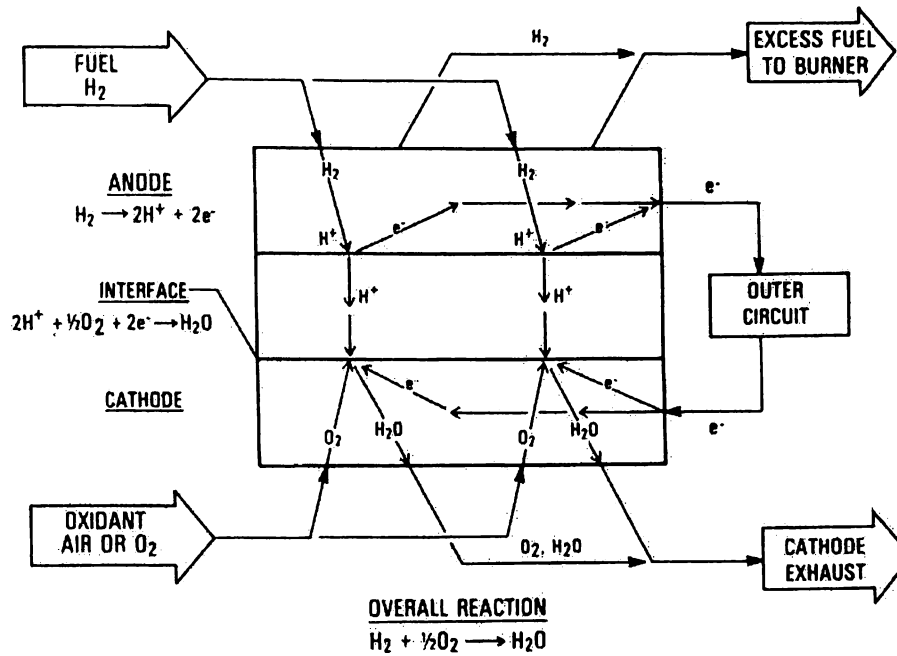 FUEL
H₂
H₂
EXCESS FUEL
TO BURNER
ANODE
H₂ → 2H⁺ + 2e⁻
H₂
H₂
e⁻
e⁻
e⁻
H⁺
H⁺
INTERFACE
2H⁺ + ½O₂ + 2e⁻ → H₂O
H⁺
H⁺
OUTER
CIRCUIT
CATHODE
e⁻
e⁻
e⁻
O₂
H₂O
O₂
H₂O
OXIDANT
AIR OR O₂
O₂, H₂O
CATHODE
EXHAUST
OVERALL REACTION
H₂ + ½O₂ → H₂O